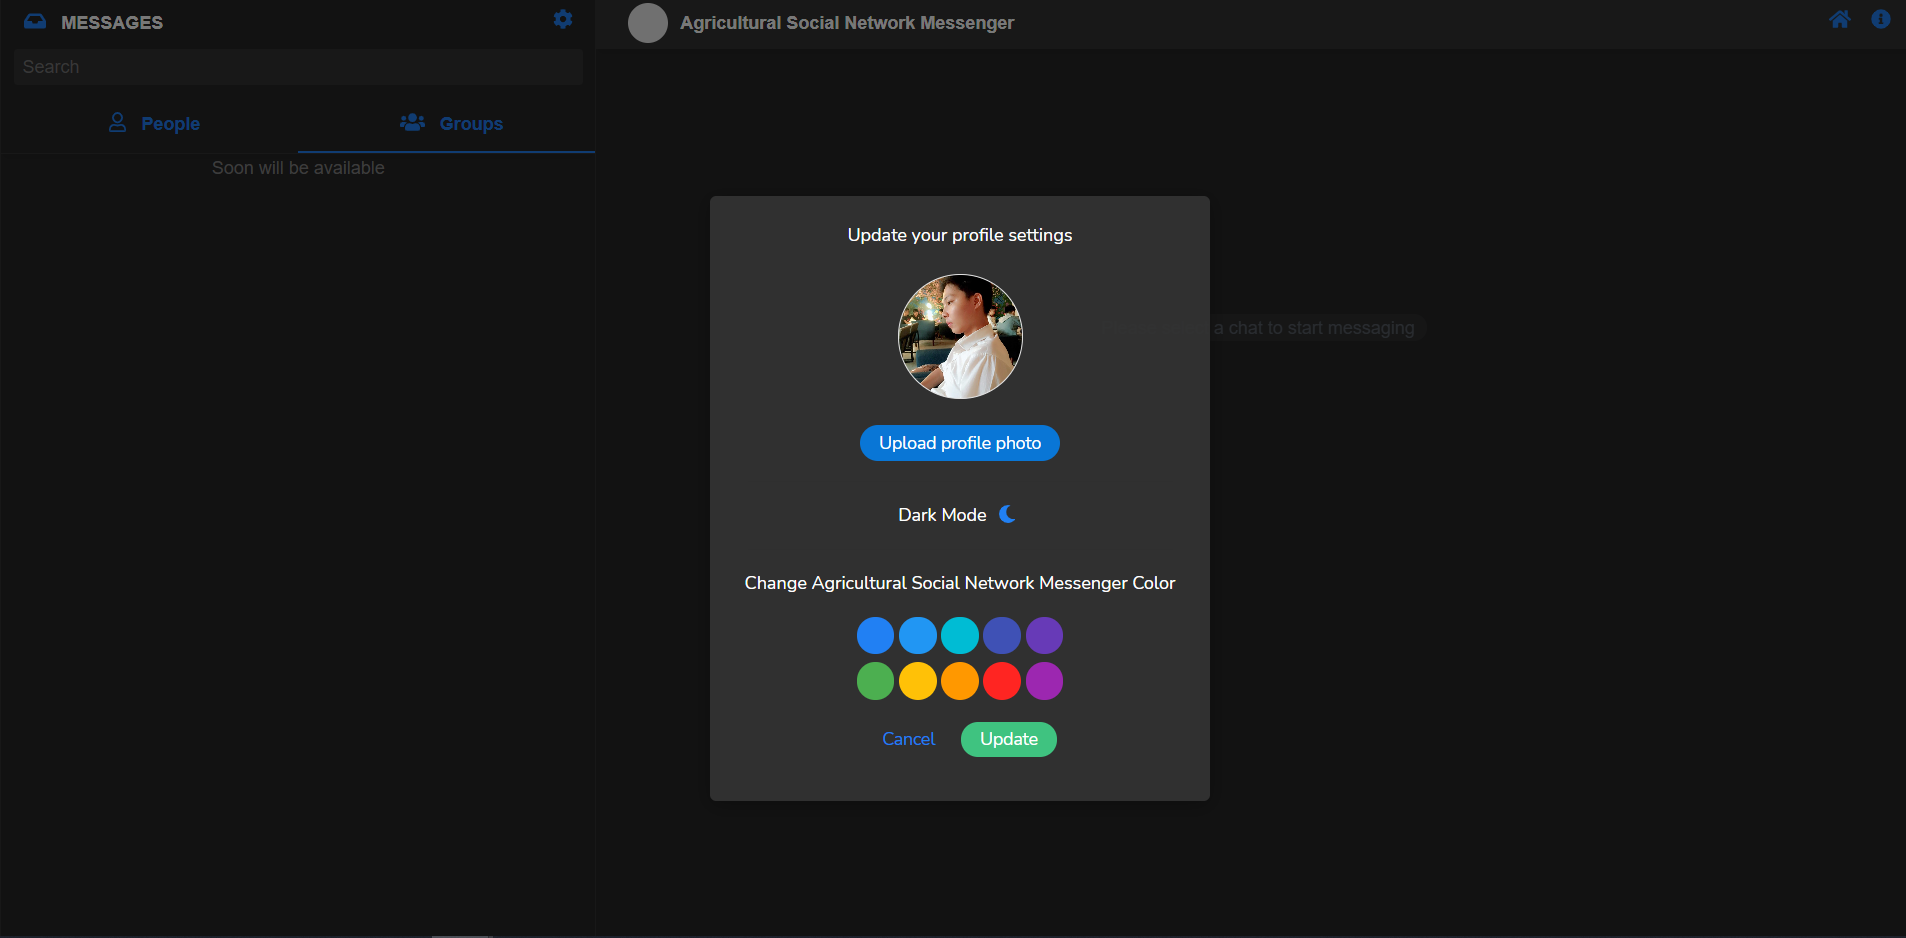 MESSAGES
Search
People
Groups
Soon will be available
Agricultural Social Network Messenger
a chat to start messaging
Update your profile settings
Upload profile photo
Dark Mode
Change Agricultural Social Network Messenger Color
Cancel
Update